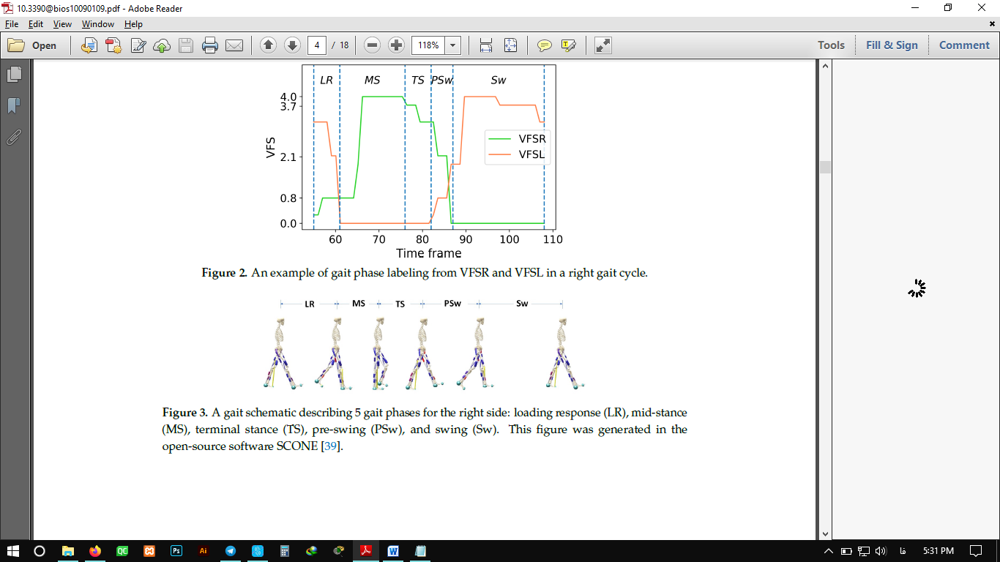 10.3390@bios10090109.pdf - Adobe Reader
File Edit View Window Help
Open 4 / 18 118% Tools Fill & Sign Comment
LR MS TS PSw Sw
4.0
3.7
2.1
0.8
0.0
VFS
VFSR
VFSL
60 70 80 90 100 110
Time frame
Figure 2. An example of gait phase labeling from VFSR and VFSL in a right gait cycle.
LR MS TS PSw Sw
Figure 3. A gait schematic describing 5 gait phases for the right side: loading response (LR), mid-stance
(MS), terminal stance (TS), pre-swing (PSw), and swing (Sw). This figure was generated in the
open-source software SCONE [39].
QC Ps Ai S W فا 5:31 PM